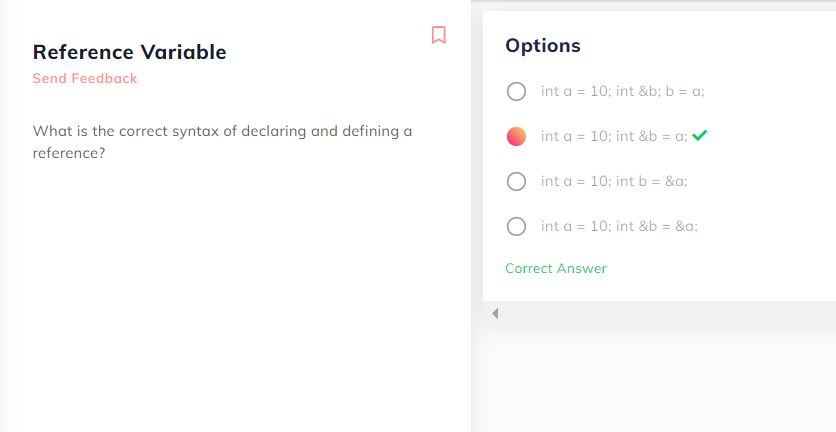 Reference Variable
Send Feedback
What is the correct syntax of declaring and defining a
reference?
Options
int a = 10; int &b; b = a;
int a = 10; int &b = a;
int a = 10; int b = &a;
int a = 10; int &b = &a;
Correct Answer